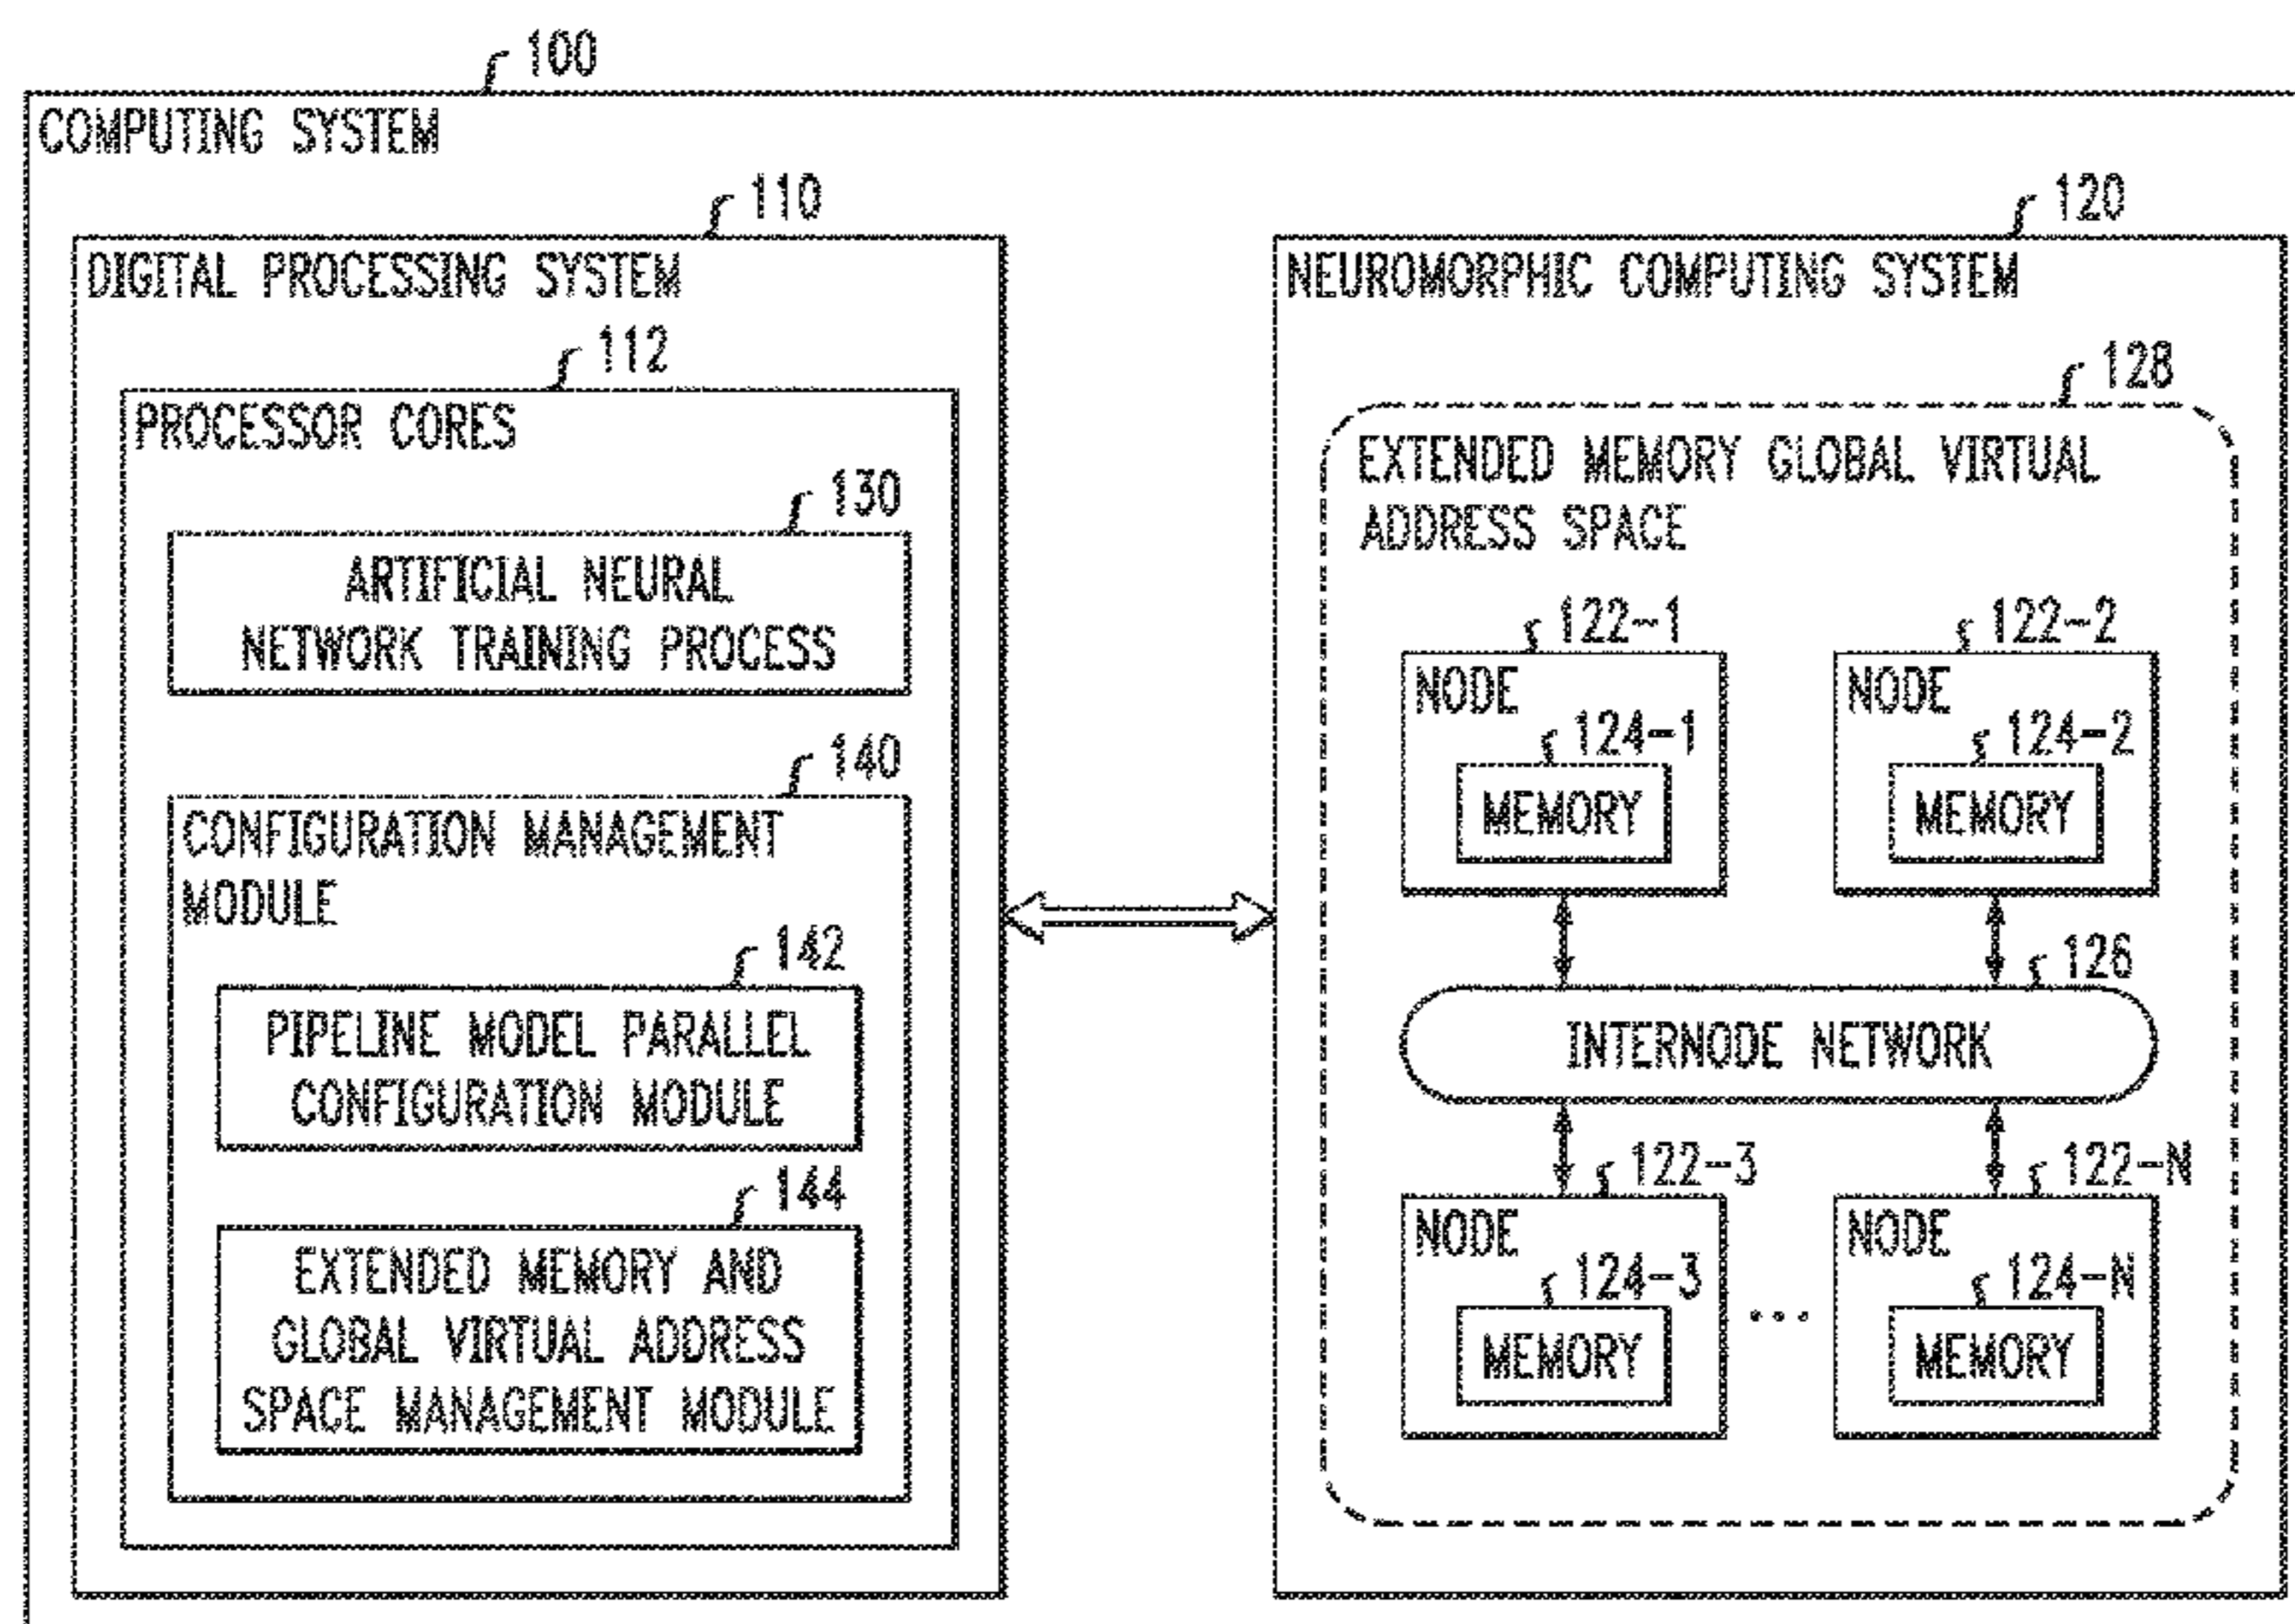 100
COMPUTING SYSTEM
110
DIGITAL PROCESSING SYSTEM
112
PROCESSOR CORES
130
ARTIFICIAL NEURAL
NETWORK TRAINING PROCESS
140
CONFIGURATION MANAGEMENT
MODULE
142
PIPELINE MODEL PARALLEL
CONFIGURATION MODULE
144
EXTENDED MEMORY AND
GLOBAL VIRTUAL ADDRESS
SPACE MANAGEMENT MODULE
120
NEUROMORPHIC COMPUTING SYSTEM
128
EXTENDED MEMORY GLOBAL VIRTUAL
ADDRESS SPACE
122-1
NODE
124-1
MEMORY
122-2
NODE
124-2
MEMORY
126
INTERNODE NETWORK
122-3
NODE
124-3
MEMORY
...
122-N
NODE
124-N
MEMORY